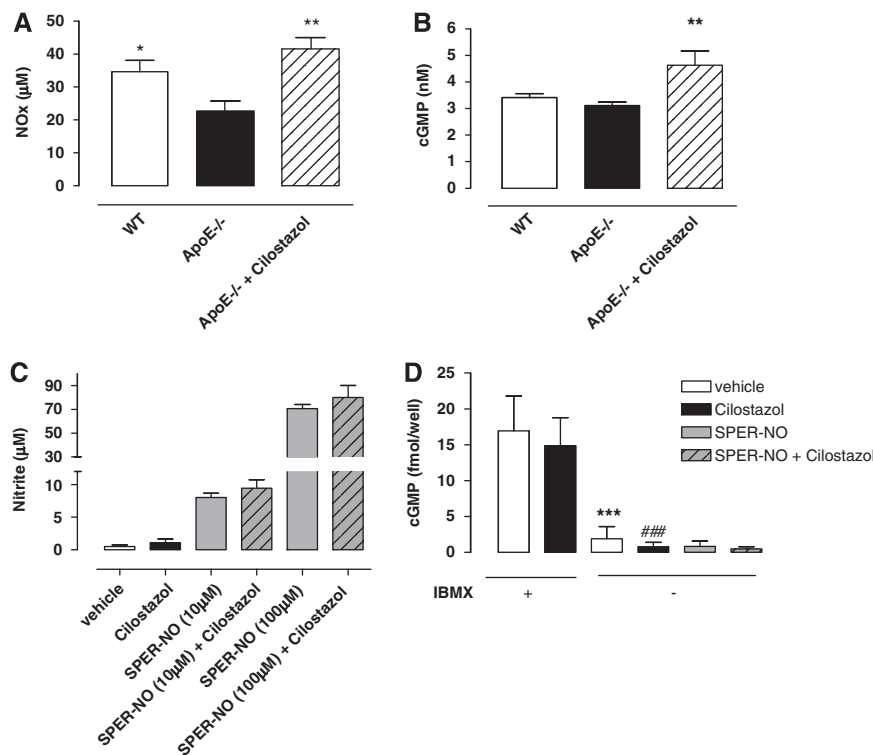 A
NOx (µM)
50
40
30
20
10
0
*
**
WT
ApoE-/-
ApoE-/- + Cilostazol
B
cGMP (nM)
6
5
4
3
2
1
0
**
WT
ApoE-/-
ApoE-/- + Cilostazol
C
Nitrite (µM)
90
70
50
30
10
5
0
vehicle
Cilostazol
SPER-NO (10µM)
SPER-NO (10µM) + Cilostazol
SPER-NO (100µM)
SPER-NO (100µM) + Cilostazol
D
cGMP (fmol/well)
25
20
15
10
5
0
vehicle
Cilostazol
SPER-NO
SPER-NO + Cilostazol
***
###
IBMX + -